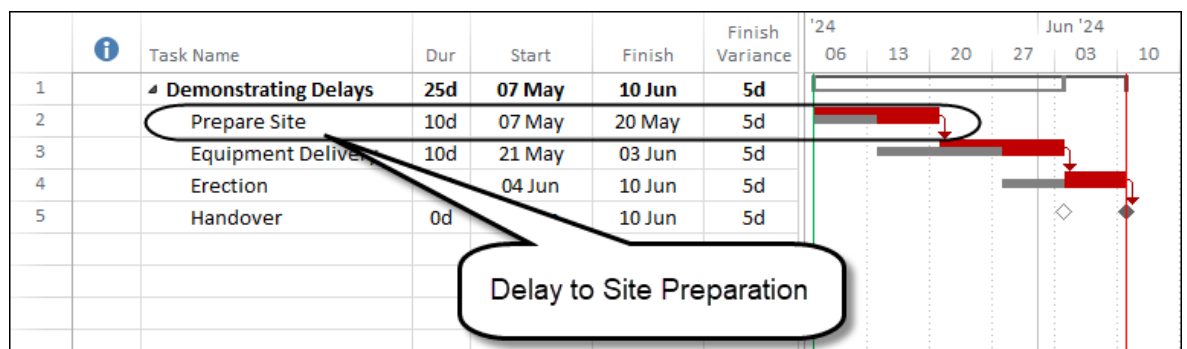 Finish '24 Jun '24
Task Name Dur Start Finish Variance 06 13 20 27 03 10
1 Demonstrating Delays 25d 07 May 10 Jun 5d
2 Prepare Site 10d 07 May 20 May 5d
3 Equipment Delivery 10d 21 May 03 Jun 5d
4 Erection 04 Jun 10 Jun 5d
5 Handover 0d 10 Jun 5d
Delay to Site Preparation